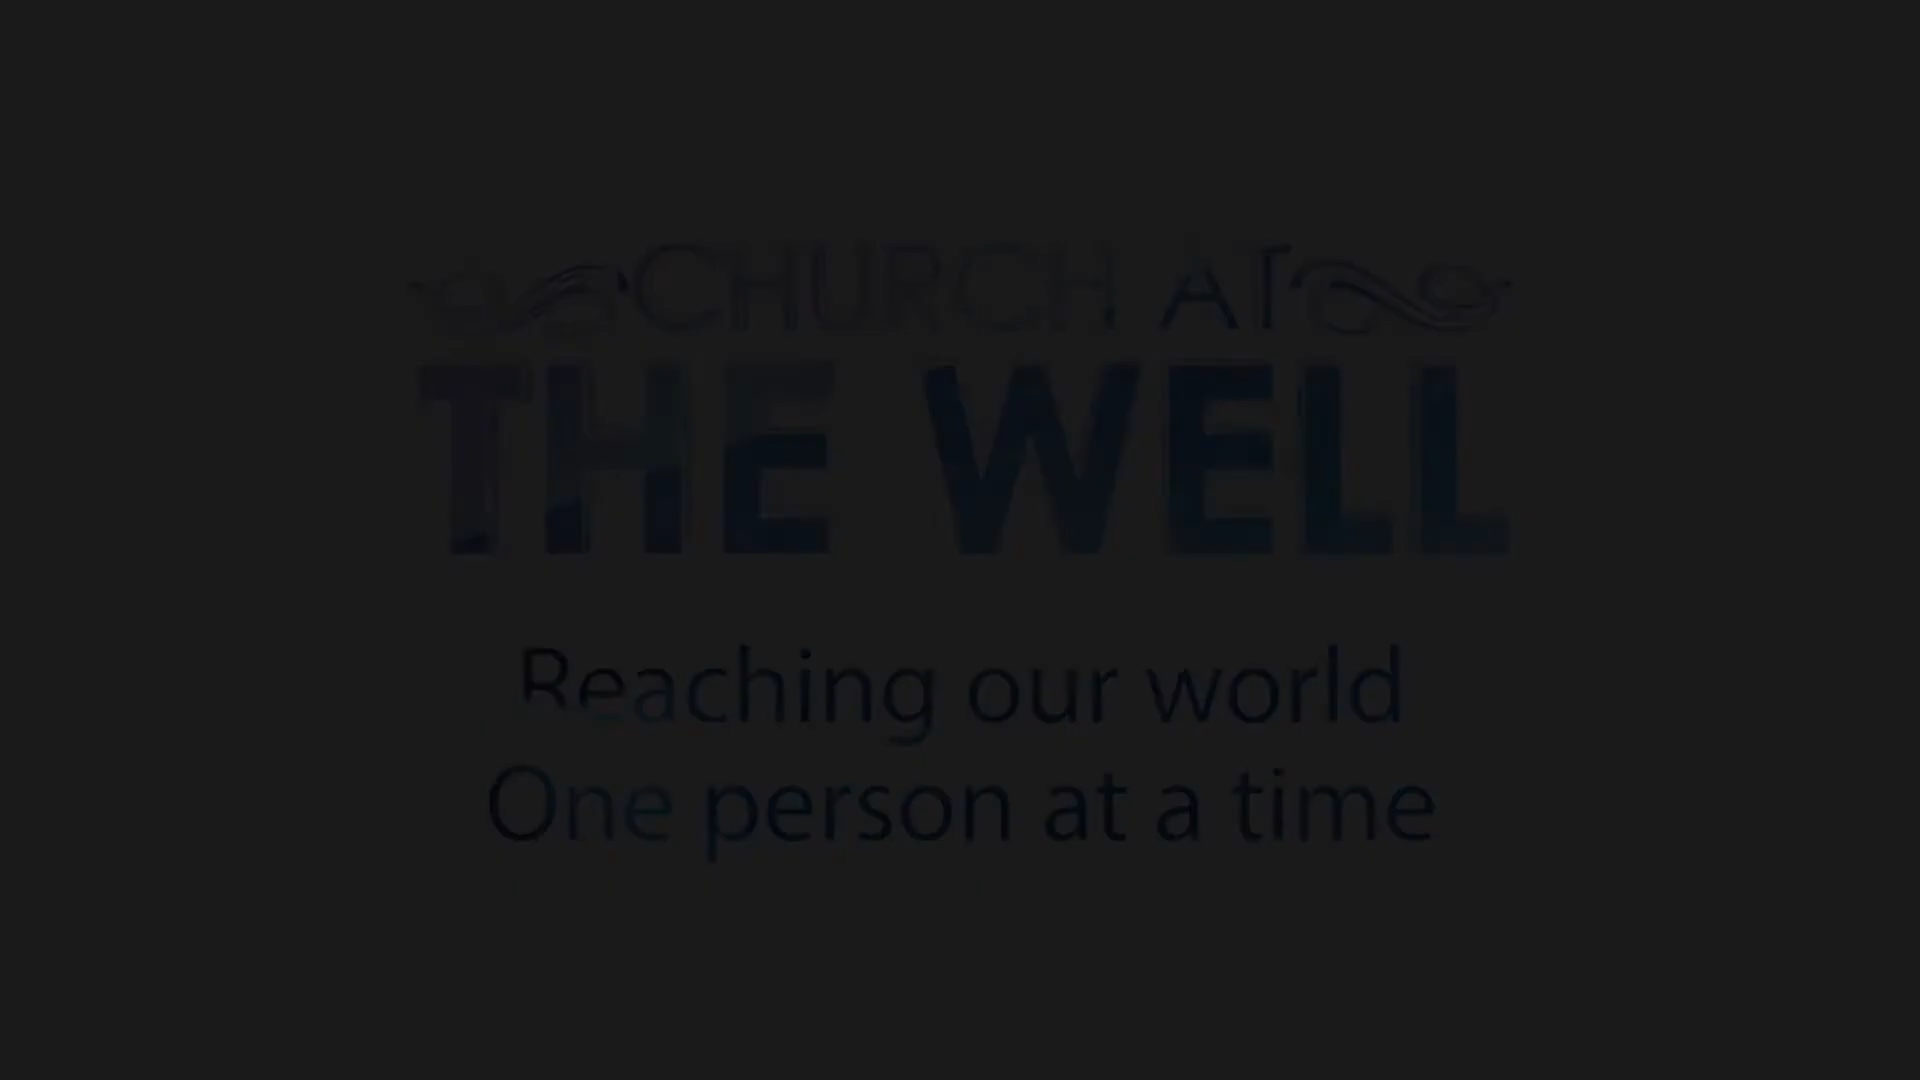 CHURCH AT
THE WELL
Reaching our world
One person at a time